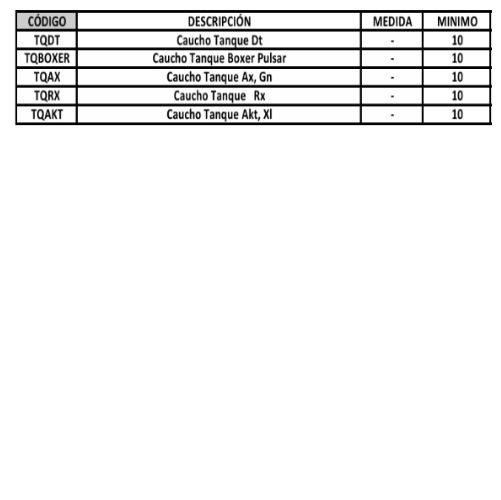 CÓDIGO DESCRIPCIÓN MEDIDA MINIMO
TQDT Caucho Tanque Dt - 10
TQBOXER Caucho Tanque Boxer Pulsar - 10
TQAX Caucho Tanque Ax, Gn - 10
TQRX Caucho Tanque Rx - 10
TQAKT Caucho Tanque Akt, Xl - 10